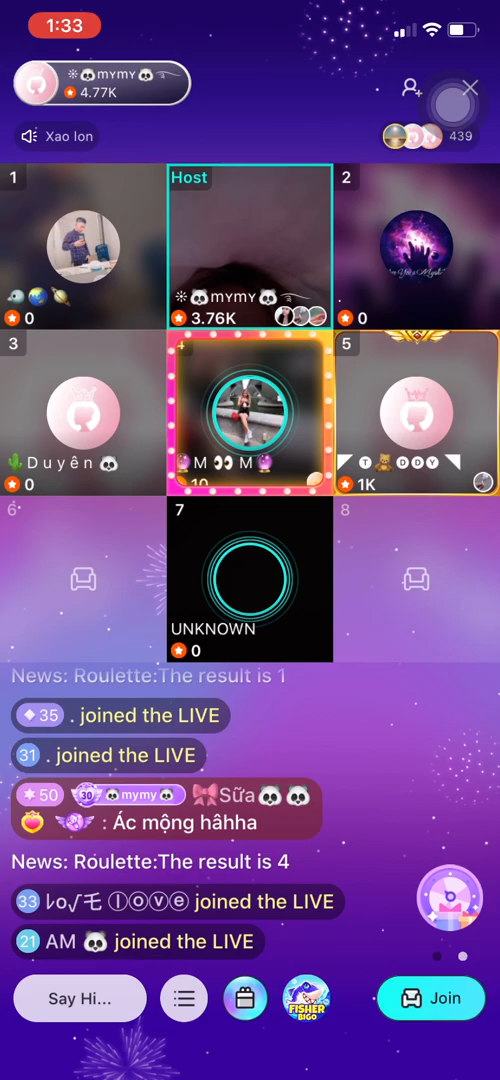 1:33
☼🐼mʏmʏ🐼
4.77K
Xao lon
439
1
Host
2
☼🐼mʏmʏ🐼
0
3.76K
0
3
4
5
🌵D u y ê n 🐼
🔮M 👀 M🔮
◤ 🅣🧸🅓🅓🅨 ◥
0
10
1K
6
7
8
UNKNOWN
0
News: Roulette:The result is 1
35 . joined the LIVE
31 . joined the LIVE
50 30 🐼mymy🐼 🎀Sữa🐼🐼
: Ác mộng hâhha
News: Roulette:The result is 4
33 ⓛⓞⓥⓔ joined the LIVE
21 AM 🐼 joined the LIVE
Say Hi...
FISHER
BIGO
Join